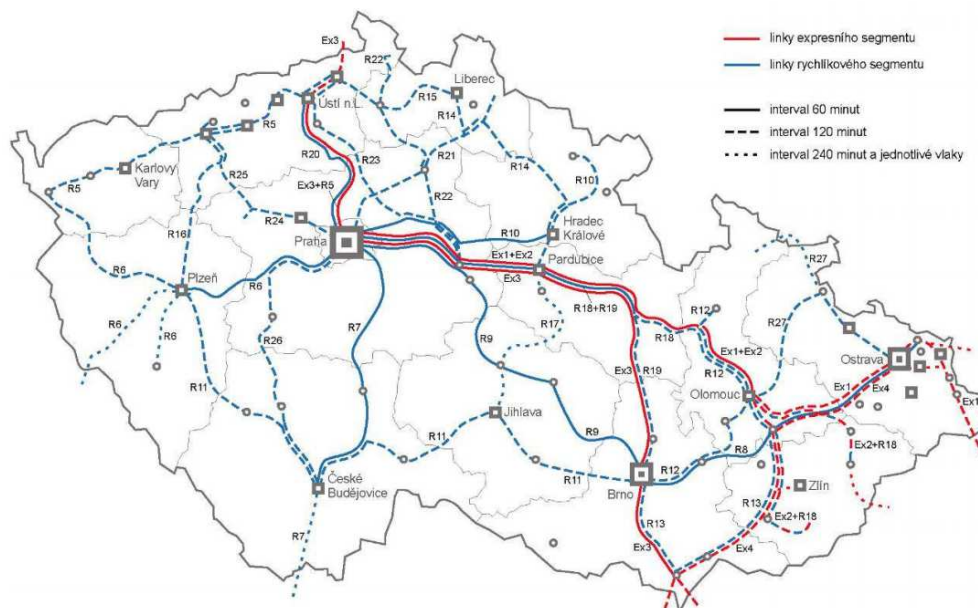 Ex3
linky expresního segmentu
linky rychlíkového segmentu
interval 60 minut
interval 120 minut
interval 240 minut a jednotlivé vlaky
R22
Liberec
Ústí n.L.
R15
R14
R5
Karlovy
Vary
R20
R23
R21
R14
R10
R25
R5
Ex3+R5
R22
R24
R16
Praha
R10
Hradec
Králové
Ex1+Ex2
Pardubice
Ex3
R27
R6
Plzeň
R6
R7
R18+R19
R12
R27
R6
R6
R26
R9
R17
R18
Ex1+Ex2
R12
Ostrava
Ex3
R19
Ex1
Ex4
Ex1
R11
Olomouc
Jihlava
R11
R9
R8
Ex2+R18
R11
R12
Brno
Zlín
České
Budějovice
R13
Ex2+R18
R13
Ex3
Ex4
R7